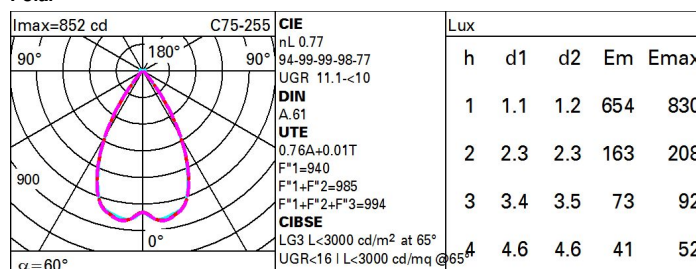 Imax=852 cd C75-255
180°
90° 90°
900
0°
α=60°
CIE
nL 0.77
94-99-99-98-77
UGR 11.1-<10
DIN
A.61
UTE
0.76A+0.01T
F"1=940
F"1+F"2=985
F"1+F"2+F"3=994
CIBSE
LG3 L<3000 cd/m² at 65°
UGR<16 | L<3000 cd/mq @65°
Lux
h d1 d2 Em Emax
1 1.1 1.2 654 830
2 2.3 2.3 163 208
3 3.4 3.5 73 92
4 4.6 4.6 41 52